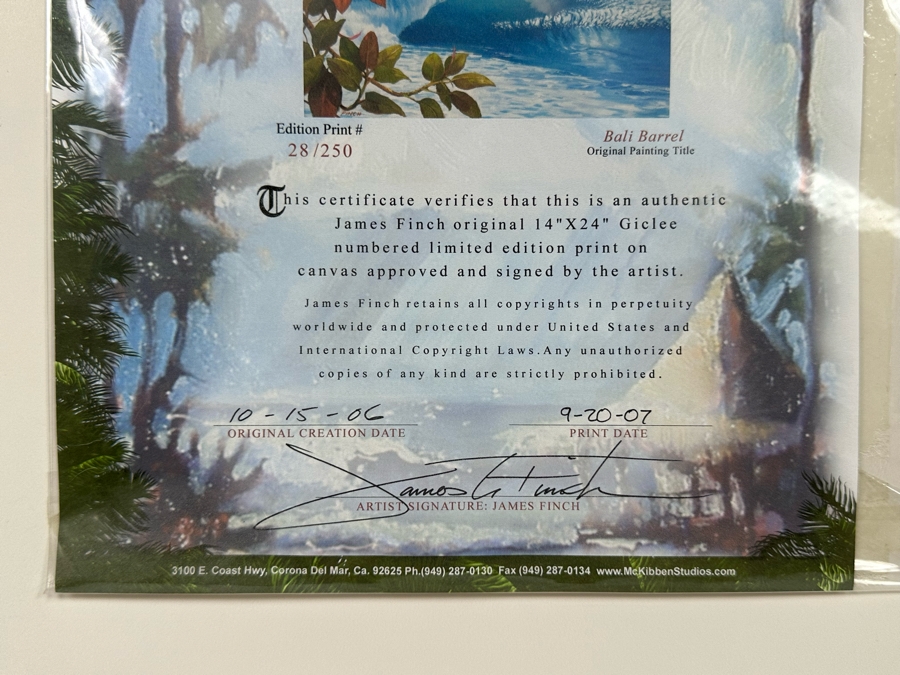 Edition Print #
28/250
Bali Barrel
Original Painting Title
This certificate verifies that this is an authentic
James Finch original 14"X24" Giclee
numbered limited edition print on
canvas approved and signed by the artist.
James Finch retains all copyrights in perpetuity
worldwide and protected under United States and
International Copyright Laws.Any unauthorized
copies of any kind are strictly prohibited.
10-15-06
ORIGINAL CREATION DATE
9-20-07
PRINT DATE
James Finch
ARTIST SIGNATURE: JAMES FINCH
3100 E. Coast Hwy, Corona Del Mar, Ca. 92625 Ph.(949) 287-0130 Fax (949) 287-0134 www.McKibbenStudios.com